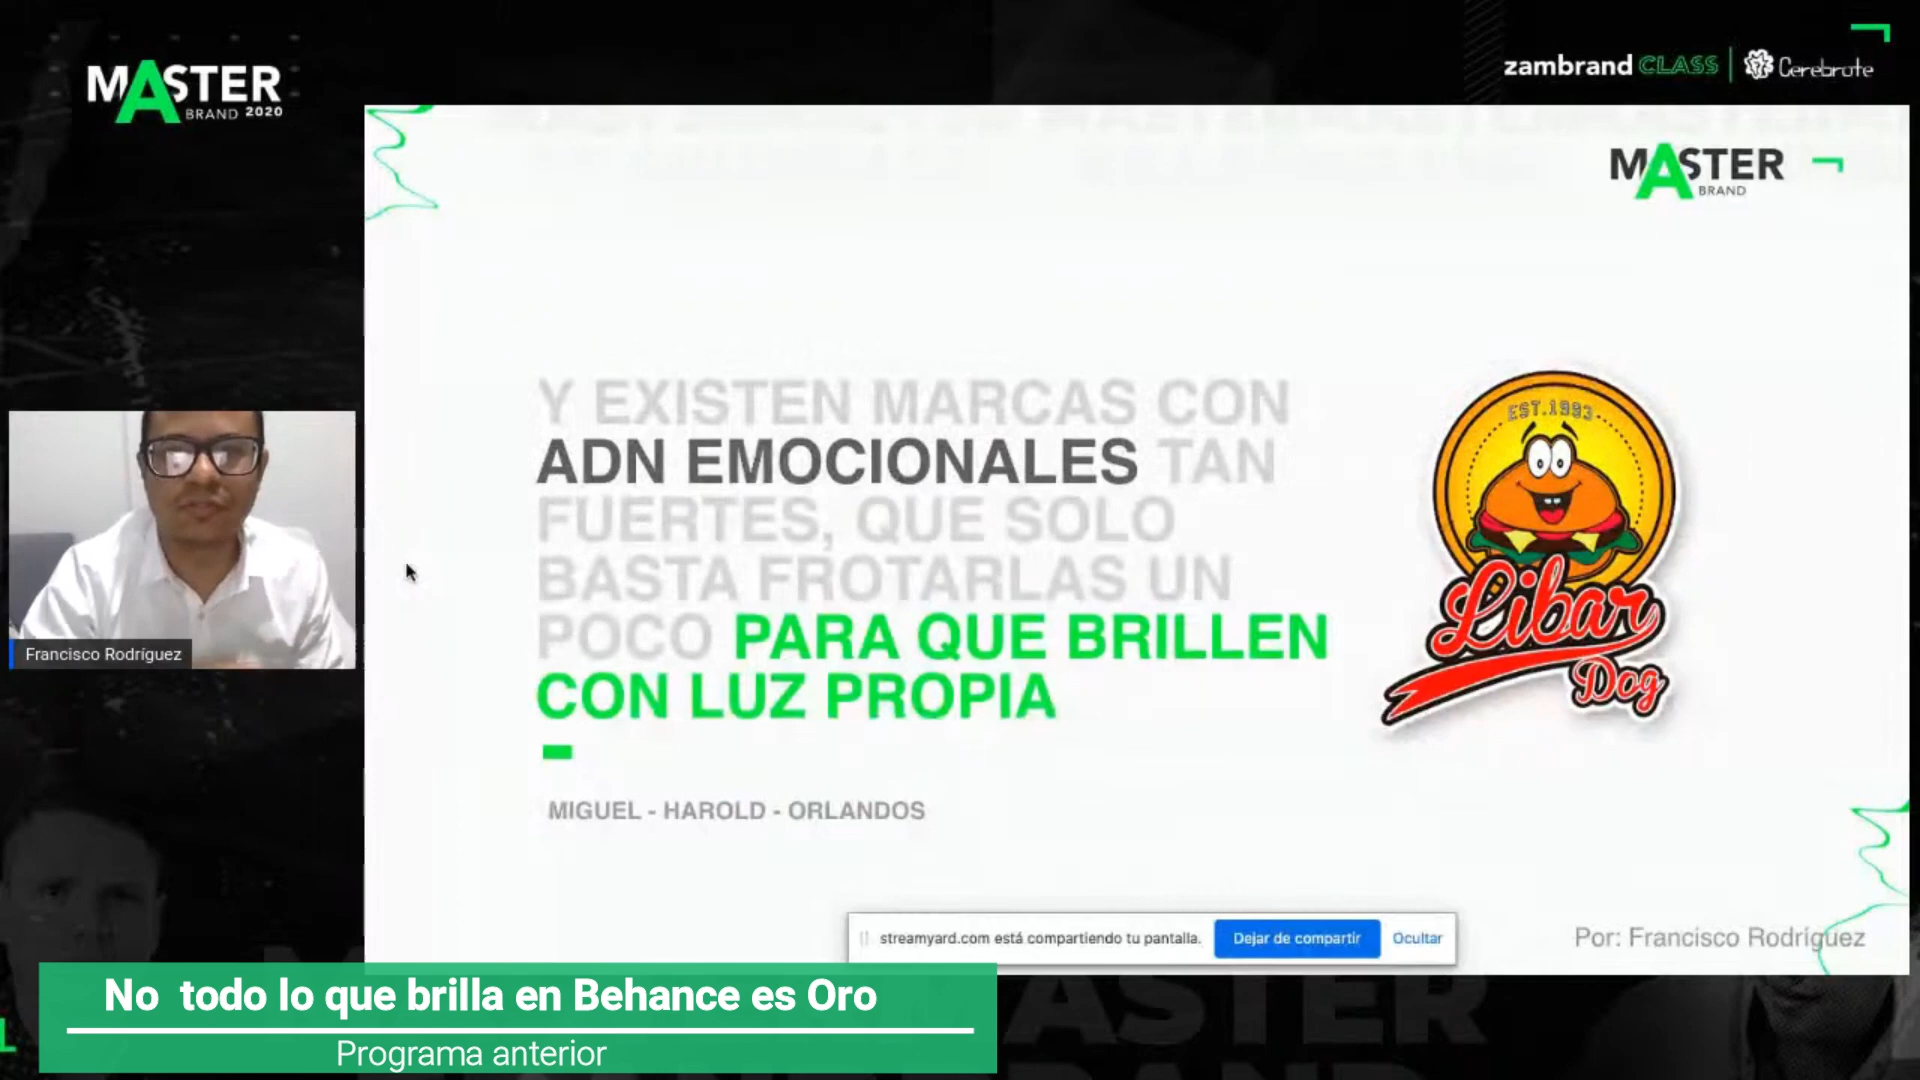 MASTER
BRAND 2020
zambrand CLASS
Cerebrote
MASTER
BRAND
Y EXISTEN MARCAS CON
ADN EMOCIONALES TAN
FUERTES, QUE SOLO
BASTA FROTARLAS UN
POCO PARA QUE BRILLEN
CON LUZ PROPIA
MIGUEL - HAROLD - ORLANDOS
EST.1993
Libar
Dog
Francisco Rodríguez
streamyard.com está compartiendo tu pantalla.
Dejar de compartir
Ocultar
Por: Francisco Rodríguez
No todo lo que brilla en Behance es Oro
Programa anterior